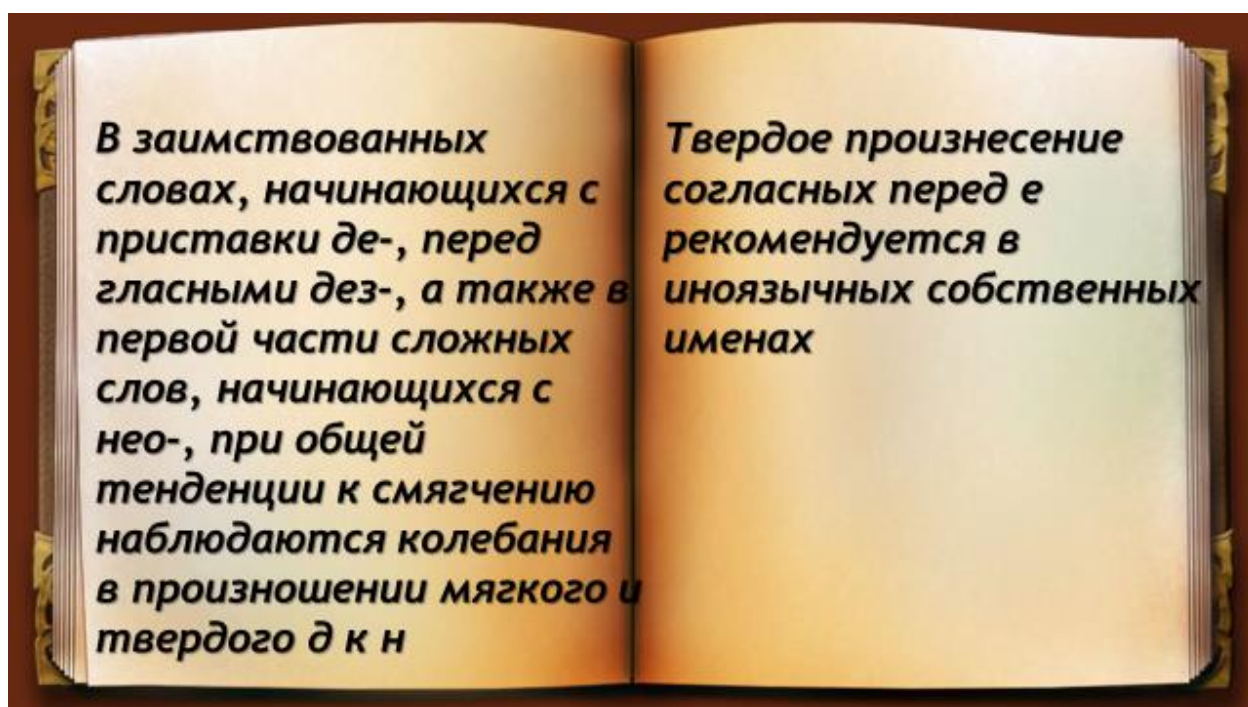 В заимствованных
словах, начинающихся с
приставки де-, перед
гласными дез-, а также в
первой части сложных
слов, начинающихся с
нео-, при общей
тенденции к смягчению
наблюдаются колебания
в произношении мягкого и
твердого д к н
Твердое произнесение
согласных перед е
рекомендуется в
иноязычных собственных
именах